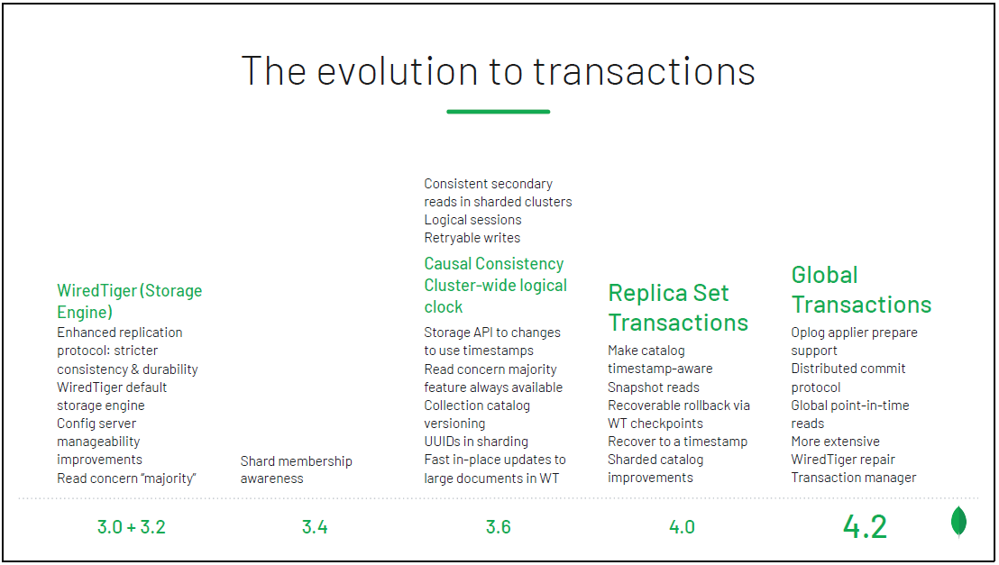 The evolution to transactions
WiredTiger (Storage
Engine)
Enhanced replication
protocol: stricter
consistency & durability
WiredTiger default
storage engine
Config server
manageability
improvements
Read concern “majority”
3.0 + 3.2
Shard membership
awareness
3.4
Consistent secondary
reads in sharded clusters
Logical sessions
Retryable writes
Causal Consistency
Cluster-wide logical
clock
Storage API to changes
to use timestamps
Read concern majority
feature always available
Collection catalog
versioning
UUIDs in sharding
Fast in-place updates to
large documents in WT
3.6
Replica Set
Transactions
Make catalog
timestamp-aware
Snapshot reads
Recoverable rollback via
WT checkpoints
Recover to a timestamp
Sharded catalog
improvements
4.0
Global
Transactions
Oplog applier prepare
support
Distributed commit
protocol
Global point-in-time
reads
More extensive
WiredTiger repair
Transaction manager
4.2